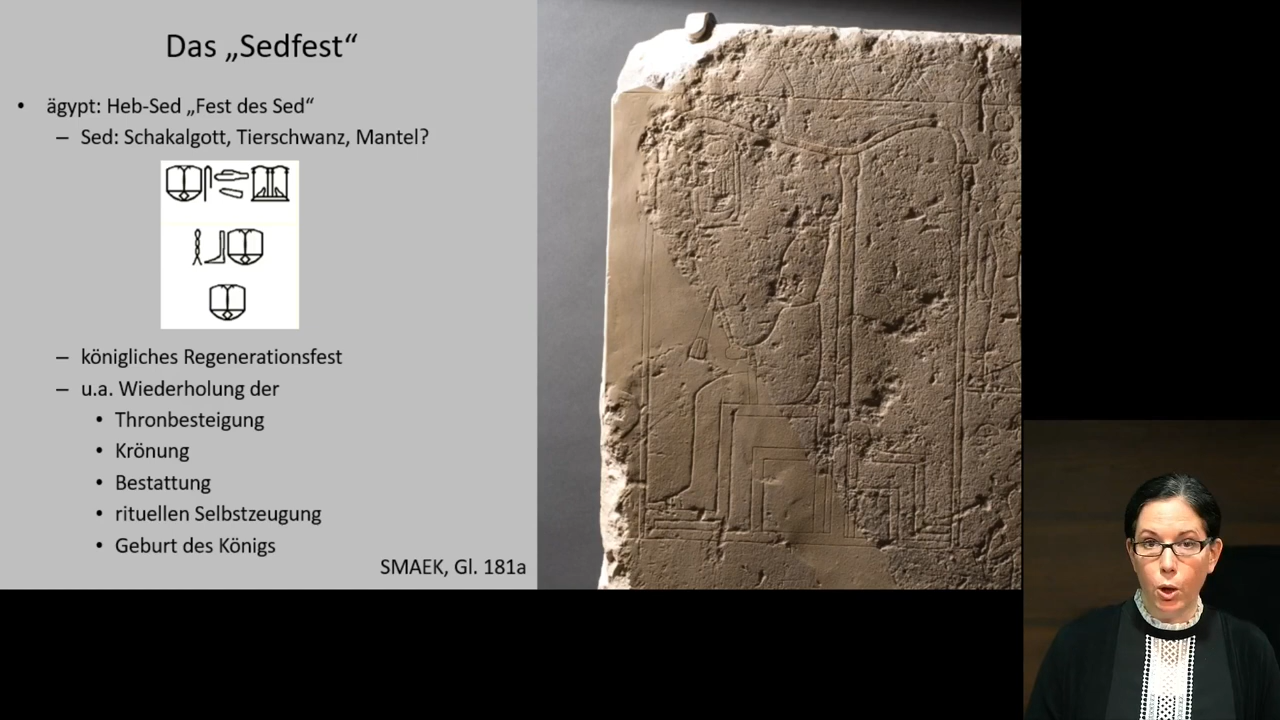 Das „Sedfest“
• ägypt: Heb-Sed „Fest des Sed“
– Sed: Schakalgott, Tierschwanz, Mantel?
– königliches Regenerationsfest
– u.a. Wiederholung der
• Thronbesteigung
• Krönung
• Bestattung
• rituellen Selbstzeugung
• Geburt des Königs
SMAEK, Gl. 181a